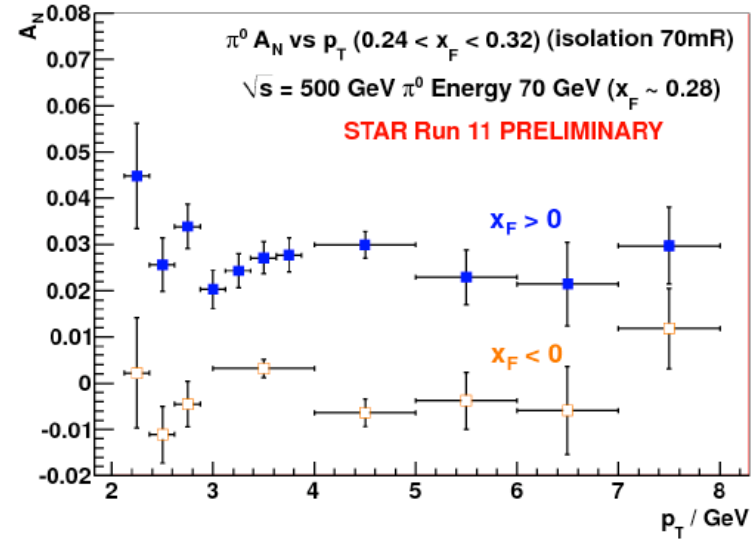 π⁰ A_N vs p_T (0.24 < x_F < 0.32) (isolation 70mR)
√s = 500 GeV π⁰ Energy 70 GeV (x_F ~ 0.28)
STAR Run 11 PRELIMINARY
A_N
0.08
0.07
0.06
0.05
0.04
0.03
0.02
0.01
0
-0.01
-0.02
x_F > 0
x_F < 0
2 3 4 5 6 7 8
p_T / GeV